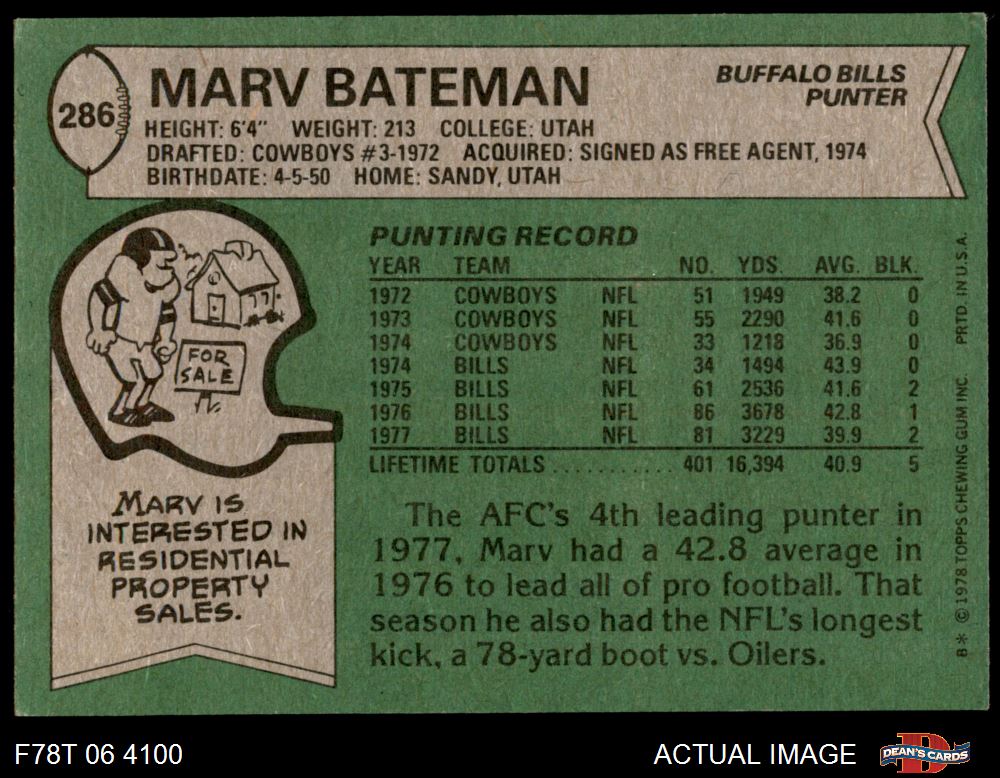 286
MARV BATEMAN
BUFFALO BILLS
PUNTER
HEIGHT: 6'4" WEIGHT: 213 COLLEGE: UTAH
DRAFTED: COWBOYS #3-1972 ACQUIRED: SIGNED AS FREE AGENT, 1974
BIRTHDATE: 4-5-50 HOME: SANDY, UTAH
FOR
SALE
MARV IS
INTERESTED IN
RESIDENTIAL
PROPERTY
SALES.
PUNTING RECORD
YEAR TEAM NO. YDS. AVG. BLK.
1972 COWBOYS NFL 51 1949 38.2 0
1973 COWBOYS NFL 55 2290 41.6 0
1974 COWBOYS NFL 33 1218 36.9 0
1974 BILLS NFL 34 1494 43.9 0
1975 BILLS NFL 61 2536 41.6 2
1976 BILLS NFL 86 3678 42.8 1
1977 BILLS NFL 81 3229 39.9 2
LIFETIME TOTALS ........... 401 16,394 40.9 5
The AFC's 4th leading punter in
1977, Marv had a 42.8 average in
1976 to lead all of pro football. That
season he also had the NFL's longest
kick, a 78-yard boot vs. Oilers.
8* © 1978 TOPPS CHEWING GUM INC. PRTD. IN U.S.A.
F78T 06 4100
ACTUAL IMAGE
DEAN'S CARDS